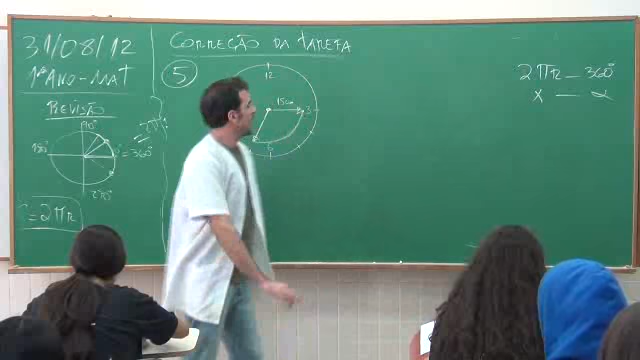 31/08/12
1º ANO-MAT
REVISÃO
90°
180°
0° = 360°
270°
= 2πR
CORREÇÃO DA TAREFA
5
12
15cm
3
6
2πR — 360°
x — α